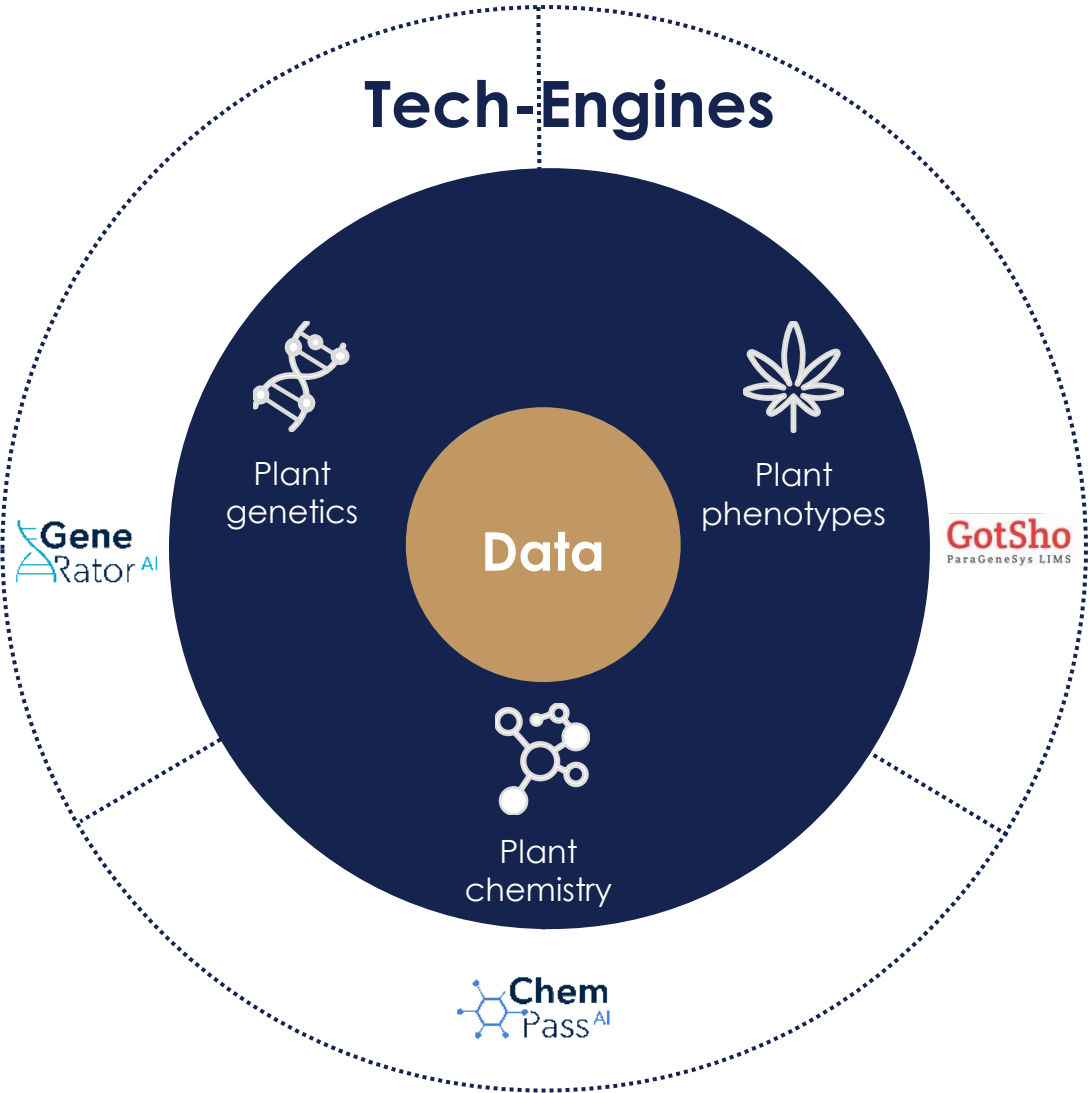 Tech-Engines
Plant
genetics
Plant
phenotypes
Gene
Rator AI
Data
GotSho
ParaGeneSys LIMS
Plant
chemistry
Chem
Pass AI